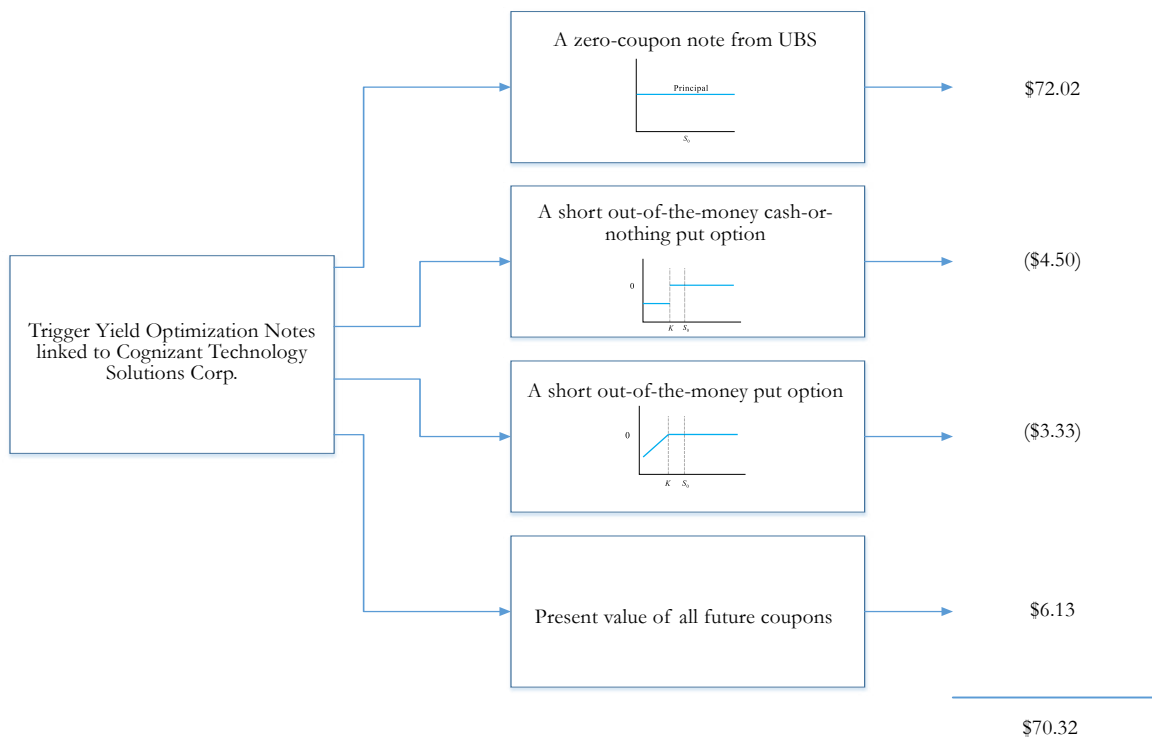 A zero-coupon note from UBS
Principal
S0
$72.02
A short out-of-the-money cash-or-
nothing put option
0
K
S0
($4.50)
Trigger Yield Optimization Notes
linked to Cognizant Technology
Solutions Corp.
A short out-of-the-money put option
0
K
S0
($3.33)
Present value of all future coupons
$6.13
$70.32